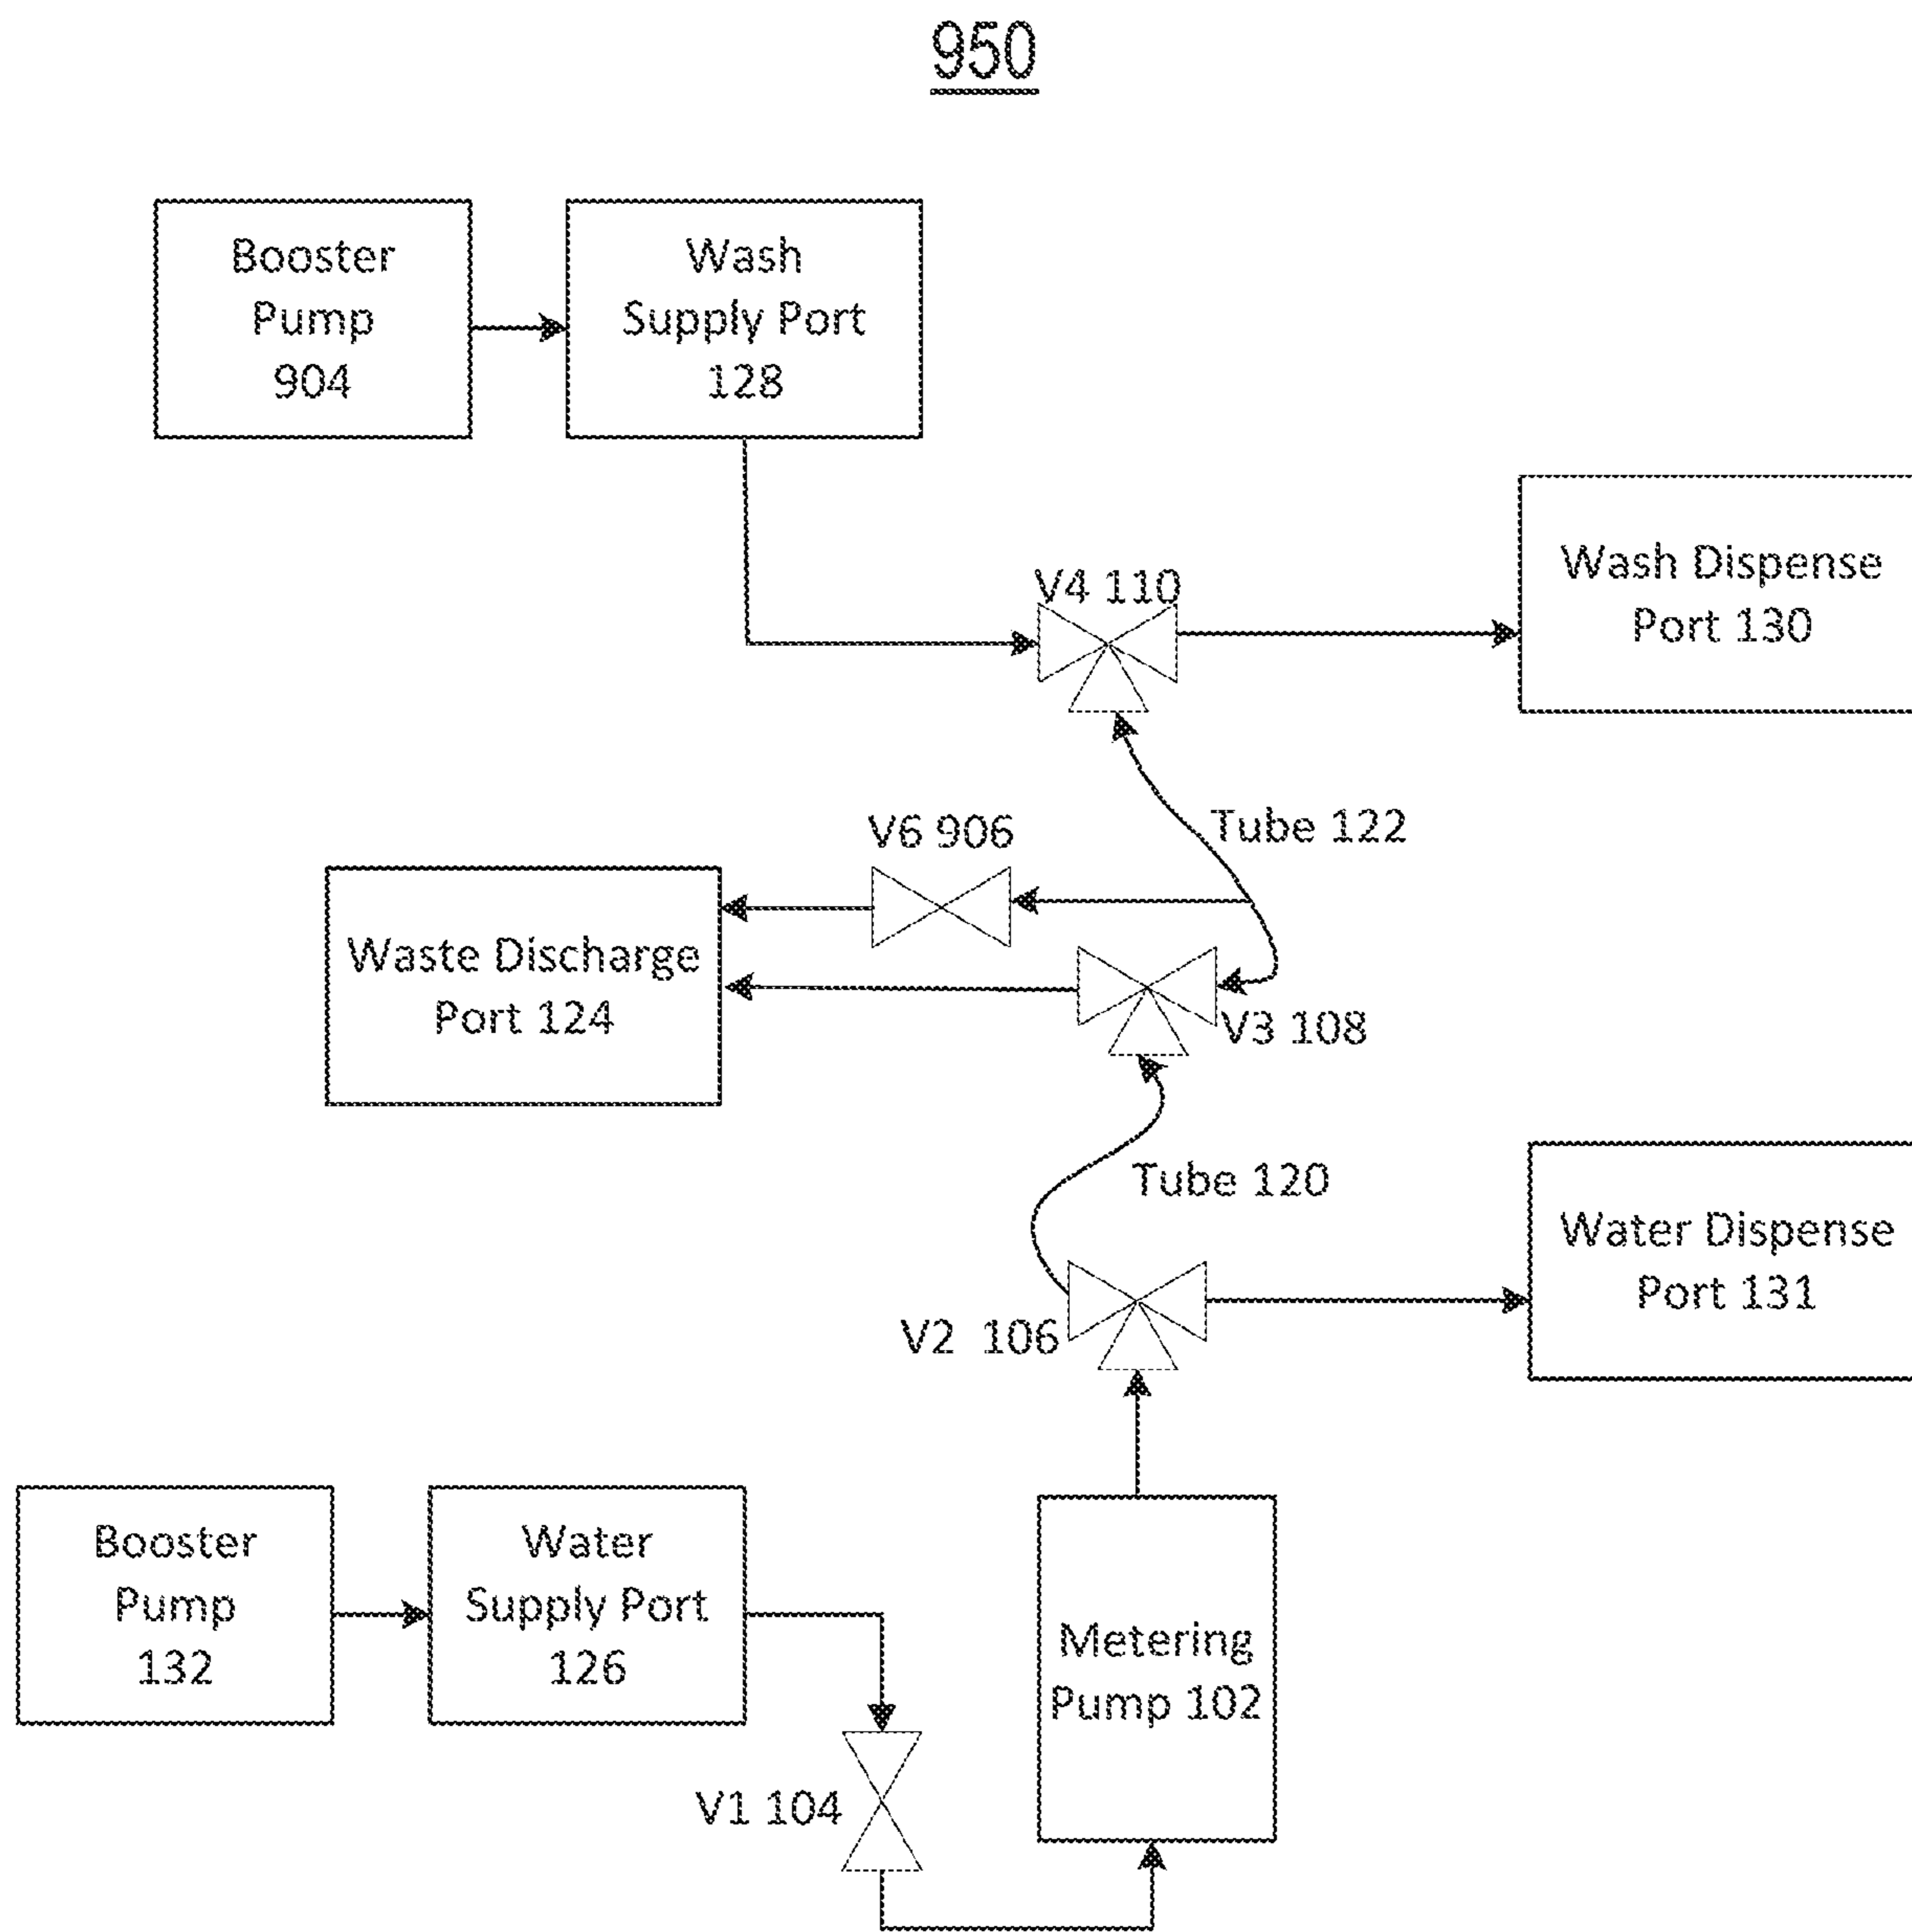 950
Booster
Pump
904
Wash
Supply Port
128
V4 110
Wash Dispense
Port 130
Tube 122
V6 906
Waste Discharge
Port 124
V3 108
Tube 120
Water Dispense
Port 131
V2 106
Booster
Pump
132
Water
Supply Port
126
Metering
Pump 102
V1 104